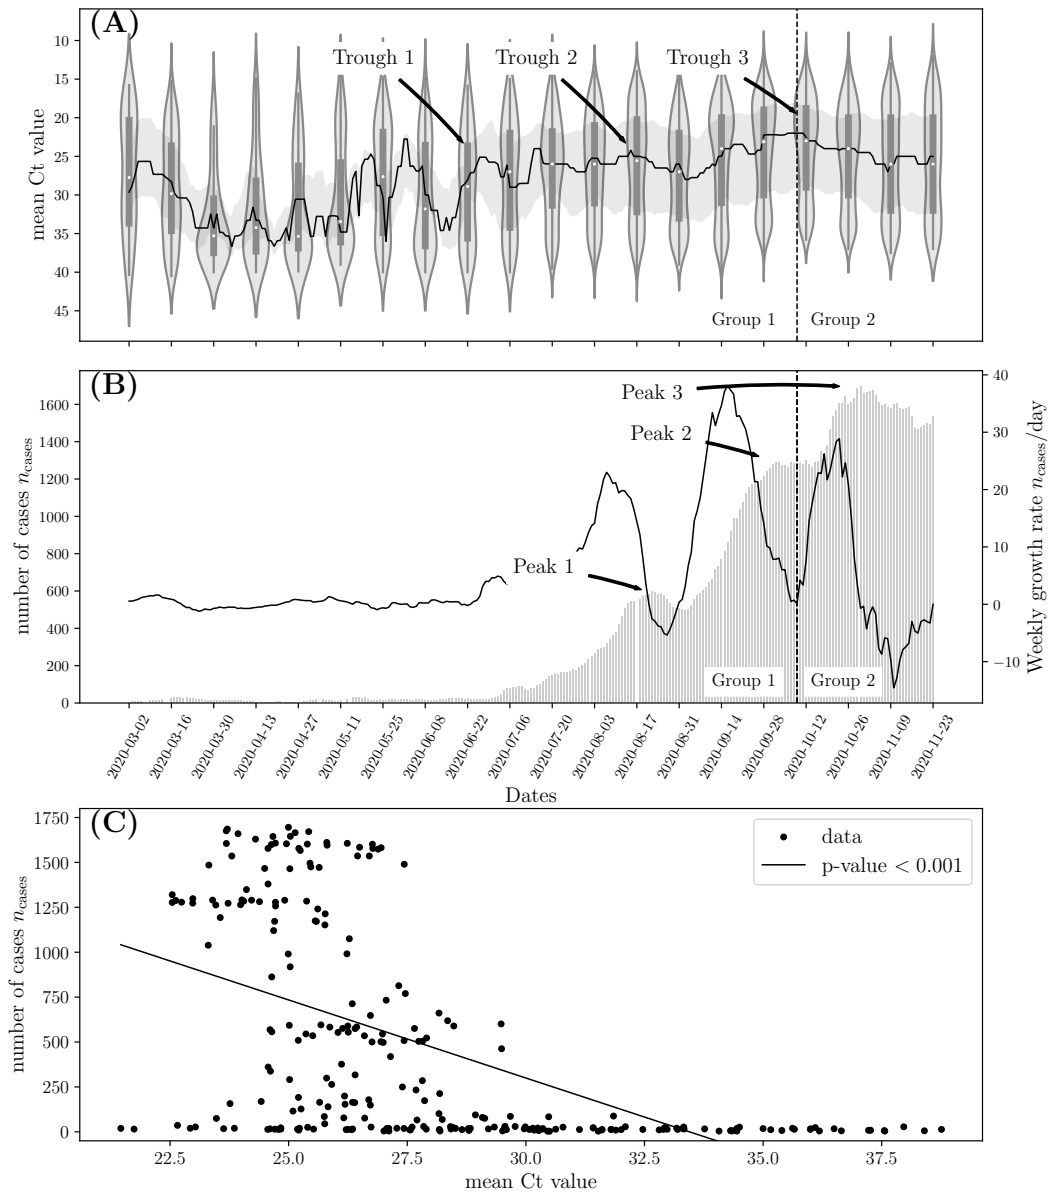 (A)
10
15
20
25
30
35
40
45
mean Ct value
Trough 1
Trough 2
Trough 3
Group 1
Group 2
(B)
0
200
400
600
800
1000
1200
1400
1600
number of cases n_cases
−10
0
10
20
30
40
Weekly growth rate n_cases/day
Peak 3
Peak 2
Peak 1
Group 1
Group 2
2020-03-02
2020-03-16
2020-03-30
2020-04-13
2020-04-27
2020-05-11
2020-05-25
2020-06-08
2020-06-22
2020-07-06
2020-07-20
2020-08-03
2020-08-17
2020-08-31
2020-09-14
2020-09-28
2020-10-12
2020-10-26
2020-11-09
2020-11-23
Dates
(C)
1750
1500
1250
1000
750
500
250
0
number of cases n_cases
data
p-value < 0.001
22.5
25.0
27.5
30.0
32.5
35.0
37.5
mean Ct value